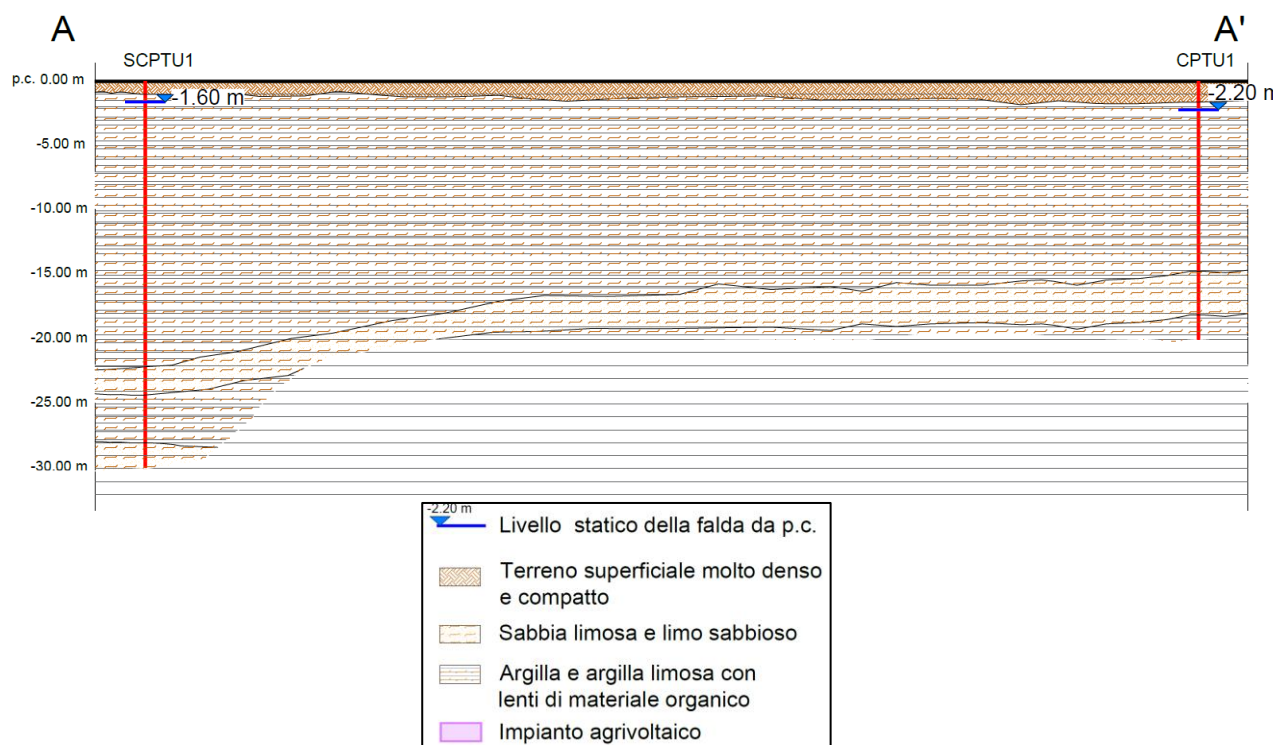 A
A'
SCPTU1
CPTU1
p.c. 0.00 m
-1.60 m
-2.20 m
-5.00 m
-10.00 m
-15.00 m
-20.00 m
-25.00 m
-30.00 m
-2.20 m
Livello statico della falda da p.c.
Terreno superficiale molto denso
e compatto
Sabbia limosa e limo sabbioso
Argilla e argilla limosa con
lenti di materiale organico
Impianto agrivoltaico